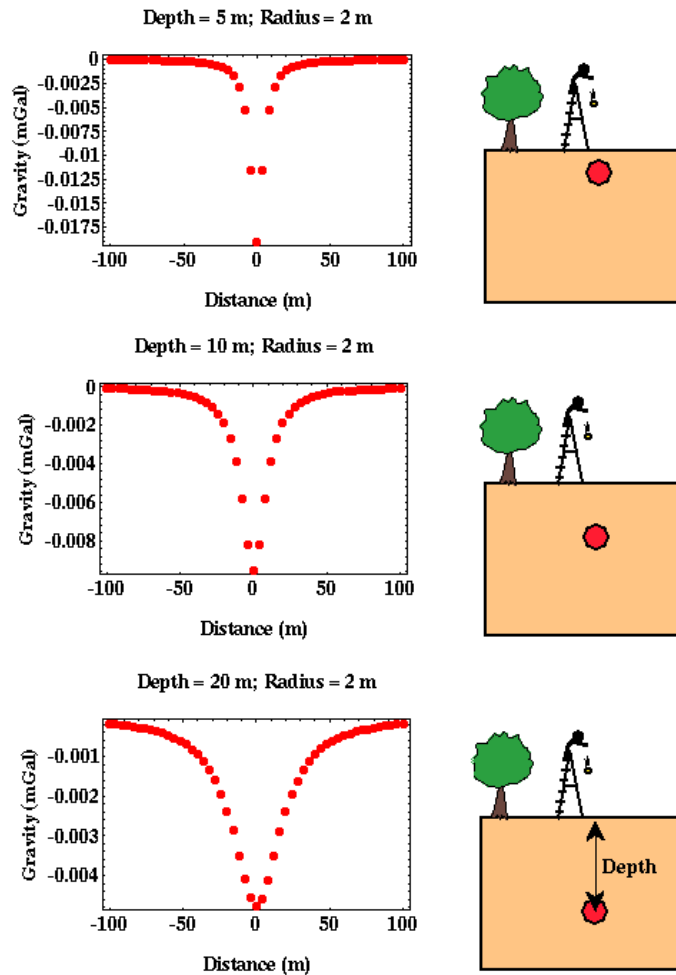 Depth = 5 m; Radius = 2 m
0
-0.0025
-0.005
-0.0075
-0.01
-0.0125
-0.015
-0.0175
Gravity (mGal)
-100 -50 0 50 100
Distance (m)
Depth = 10 m; Radius = 2 m
0
-0.002
-0.004
-0.006
-0.008
Gravity (mGal)
-100 -50 0 50 100
Distance (m)
Depth = 20 m; Radius = 2 m
-0.001
-0.002
-0.003
-0.004
Gravity (mGal)
-100 -50 0 50 100
Distance (m)
Depth